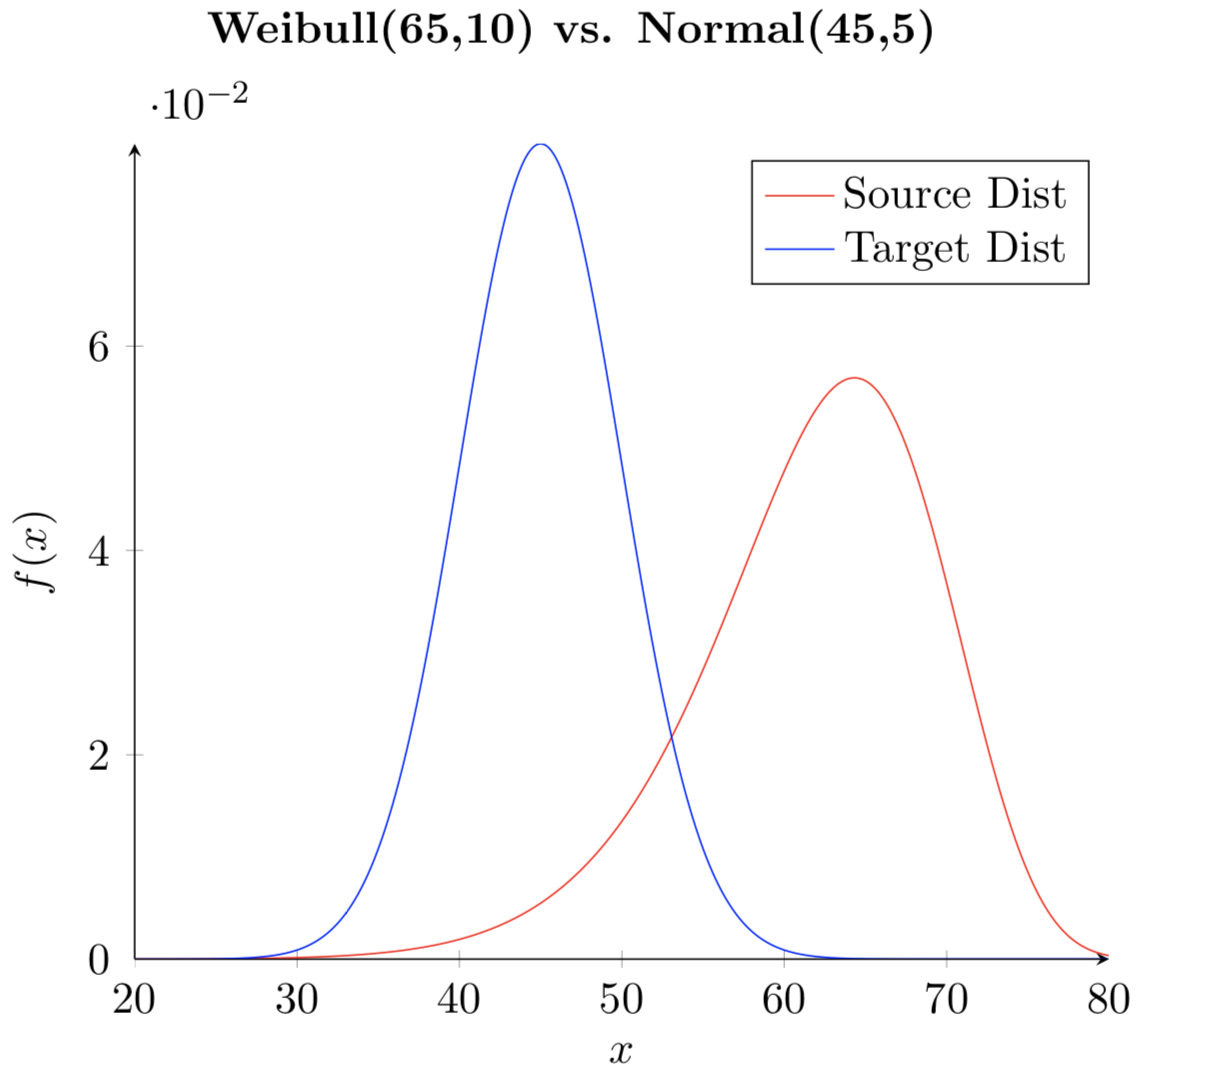 Weibull(65,10) vs. Normal(45,5)
·10⁻²
Source Dist
Target Dist
6
4
2
0
f(x)
20 30 40 50 60 70 80
x